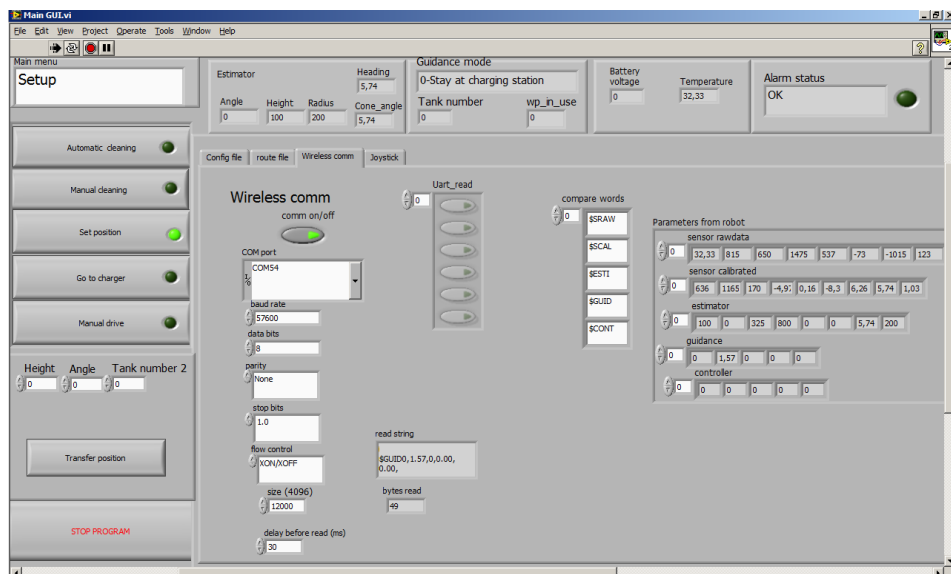 Main GUI.vi
File Edit View Project Operate Tools Window Help
Main menu
Setup
Estimator
Heading
5,74
Angle Height Radius Cone_angle
0 100 200 5,74
Guidance mode
0-Stay at charging station
Tank number wp_in_use
0 0
Battery voltage Temperature
0 32,33
Alarm status
OK
Automatic cleaning
Manual cleaning
Set position
Go to charger
Manual drive
Height Angle Tank number 2
0 0 0
Transfer position
STOP PROGRAM
Config file route file Wireless comm Joystick
Wireless comm
comm on/off
COM port
COM54
baud rate
57600
data bits
8
parity
None
stop bits
1.0
flow control
XON/XOFF
size (4096)
12000
delay before read (ms)
30
Uart_read
0
read string
$GUID0,1.57,0,0.00,
0.00,
bytes read
49
compare words
0 $SRAW
$SCAL
$ESTI
$GUID
$CONT
Parameters from robot
sensor rawdata
0 32,33 815 650 1475 537 -73 -1015 123
sensor calibrated
0 636 1165 170 0,16 -8,3 6,26 5,74 1,03
estimator
0 100 0 325 800 0 0 5,74 200
guidance
0 0 1,57 0 0 0
controller
0 0 0 0 0 0